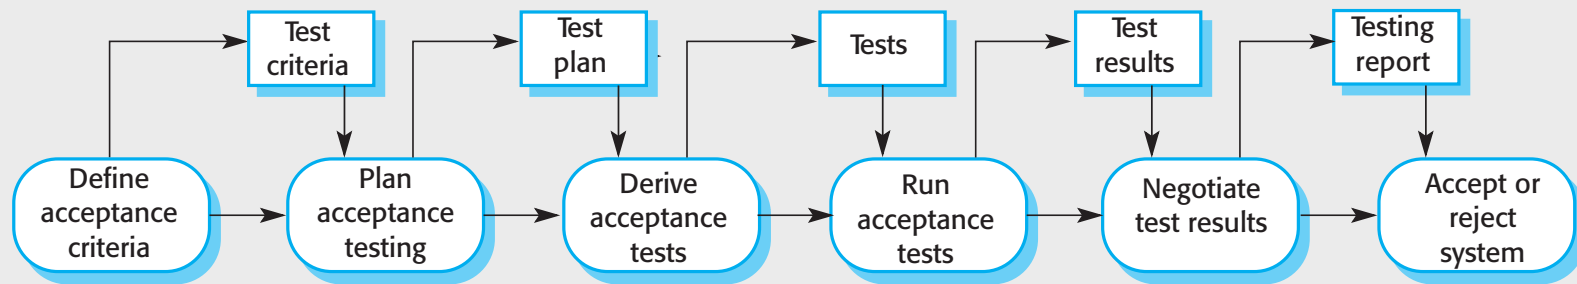 Test
criteria
Test
plan
Tests
Test
results
Testing
report
Define
acceptance
criteria
Plan
acceptance
testing
Derive
acceptance
tests
Run
acceptance
tests
Negotiate
test results
Accept or
reject
system